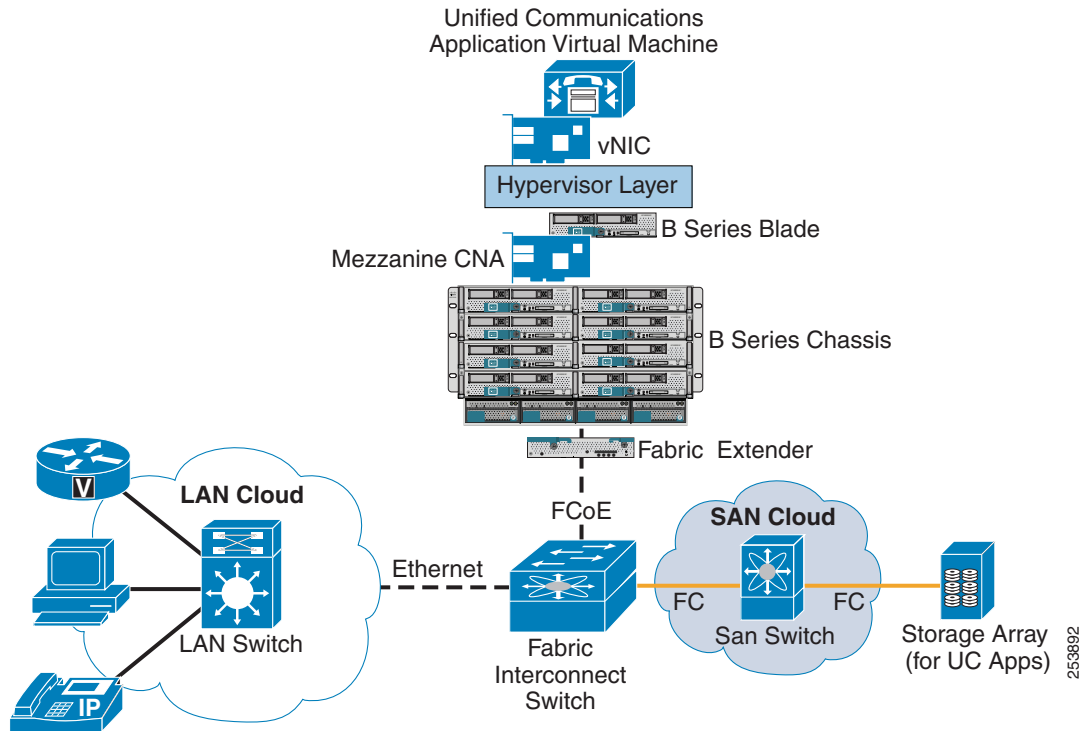 Unified Communications
Application Virtual Machine
vNIC
Hypervisor Layer
B Series Blade
Mezzanine CNA
B Series Chassis
Fabric Extender
FCoE
V
LAN Cloud
LAN Switch
IP
Ethernet
Fabric
Interconnect
Switch
SAN Cloud
FC
FC
San Switch
Storage Array
(for UC Apps)
253892